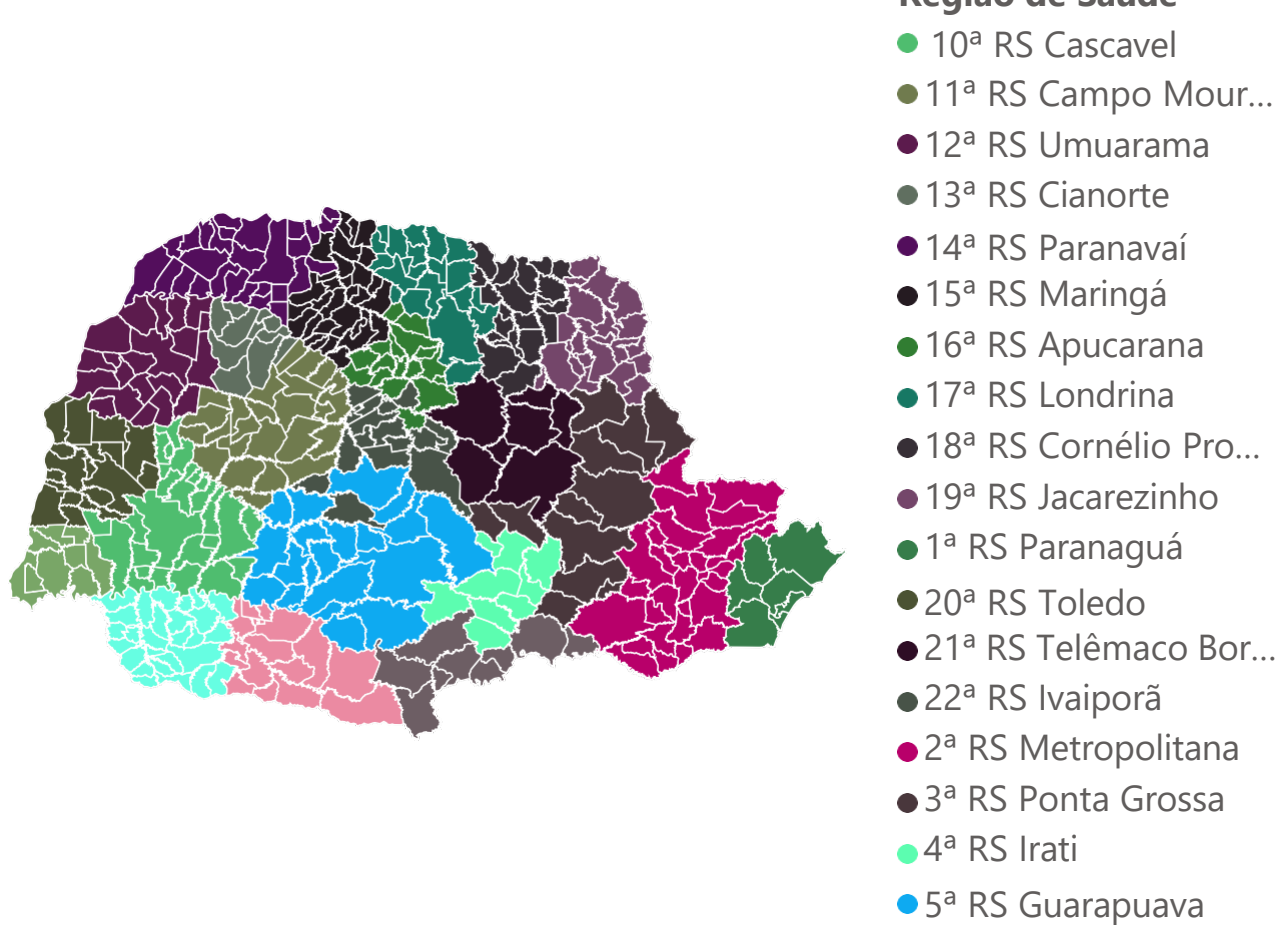 Região de Saúde
10ª RS Cascavel
11ª RS Campo Mour...
12ª RS Umuarama
13ª RS Cianorte
14ª RS Paranavaí
15ª RS Maringá
16ª RS Apucarana
17ª RS Londrina
18ª RS Cornélio Pro...
19ª RS Jacarezinho
1ª RS Paranaguá
20ª RS Toledo
21ª RS Telêmaco Bor...
22ª RS Ivaiporã
2ª RS Metropolitana
3ª RS Ponta Grossa
4ª RS Irati
5ª RS Guarapuava